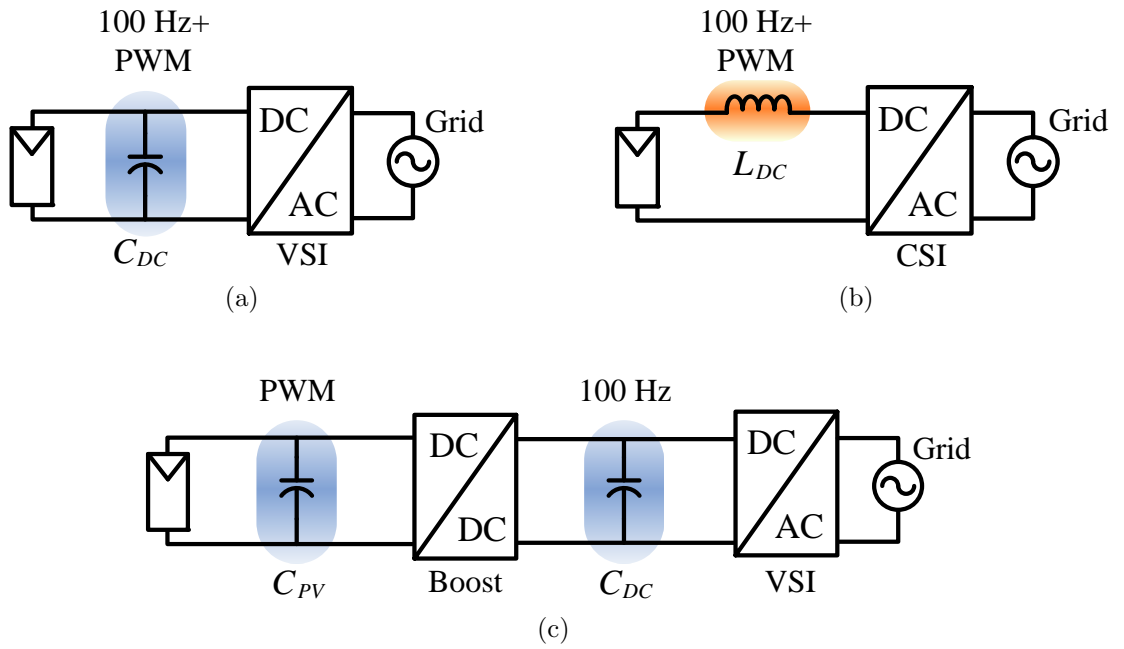 100 Hz+
PWM
DC
AC
Grid
C_DC
VSI
(a)
100 Hz+
PWM
L_DC
DC
AC
Grid
CSI
(b)
PWM
100 Hz
DC
DC
DC
AC
Grid
C_PV
Boost
C_DC
VSI
(c)